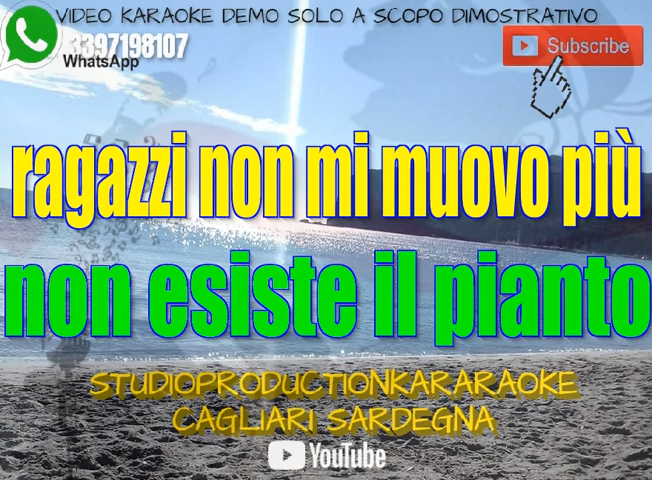 VIDEO KARAOKE DEMO SOLO A SCOPO DIMOSTRATIVO
3397198107
WhatsApp
Subscribe
ragazzi non mi muovo più
non esiste il pianto
STUDIOPRODUCTIONKARARAOKE
CAGLIARI SARDEGNA
YouTube